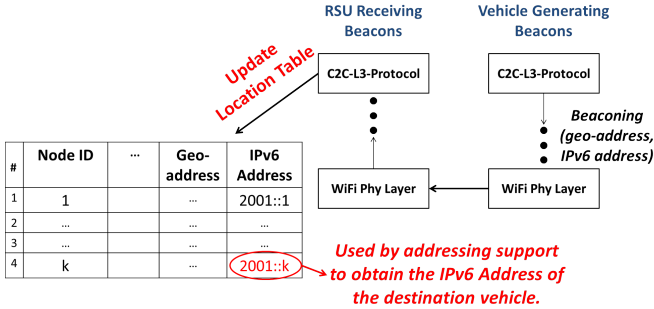 RSU Receiving
Beacons
Vehicle Generating
Beacons
Update
Location Table
C2C-L3-Protocol
C2C-L3-Protocol
Beaconing
(geo-address,
IPv6 address)
WiFi Phy Layer
WiFi Phy Layer
# Node ID ... Geo-address IPv6 Address
1 1 ... 2001::1
2 ... ... ...
3 ... ... ...
4 k ... 2001::k
Used by addressing support
to obtain the IPv6 Address of
the destination vehicle.